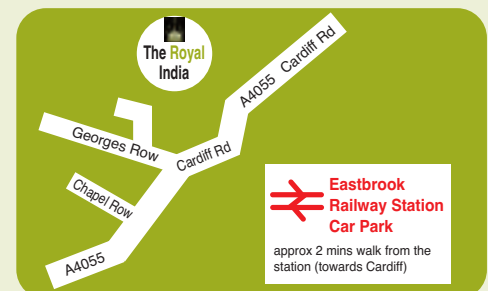 The Royal
India
A4055 Cardiff Rd
Georges Row
Cardiff Rd
Chapel Row
A4055
Eastbrook
Railway Station
Car Park
approx 2 mins walk from the
station (towards Cardiff)